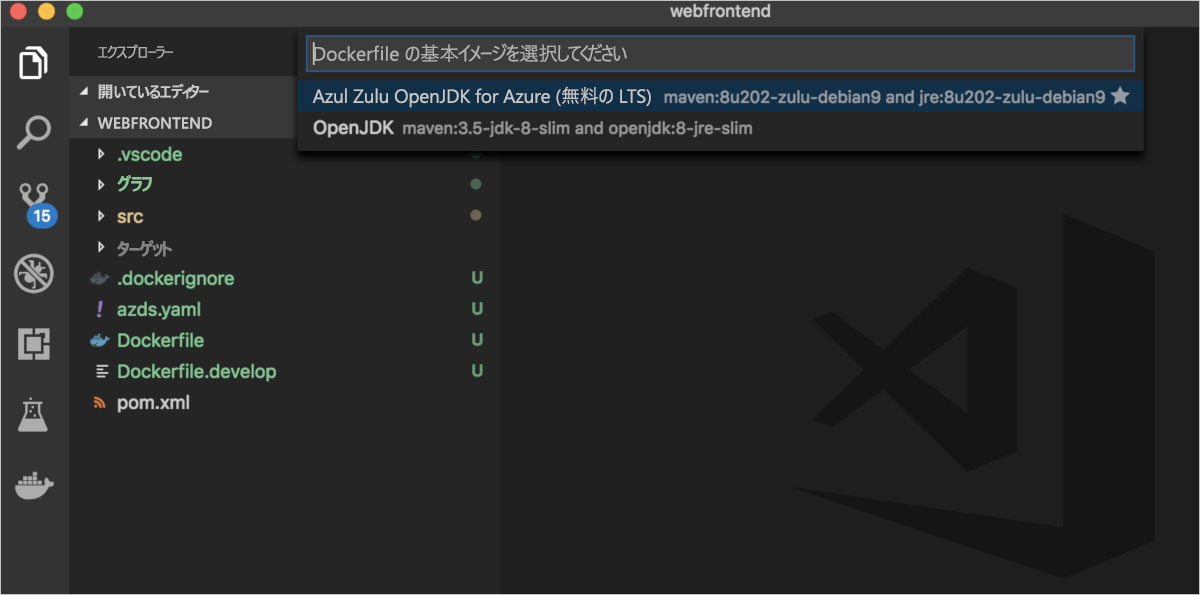 webfrontend
エクスプローラー
Dockerfile の基本イメージを選択してください
Azul Zulu OpenJDK for Azure (無料の LTS) maven:8u202-zulu-debian9 and jre:8u202-zulu-debian9
OpenJDK maven:3.5-jdk-8-slim and openjdk:8-jre-slim
開いているエディター
WEBFRONTEND
.vscode
グラフ
src
ターゲット
.dockerignore U
! azds.yaml U
Dockerfile U
Dockerfile.develop U
pom.xml
15